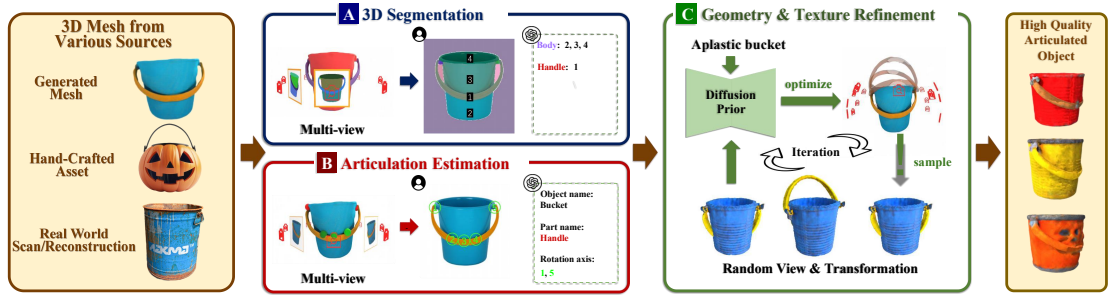 3D Mesh from
Various Sources
Generated
Mesh
Hand-Crafted
Asset
Real World
Scan/Reconstruction
A 3D Segmentation
Multi-view
4
3
1
2
Body: 2, 3, 4
Handle: 1
B Articulation Estimation
Multi-view
Object name:
Bucket
Part name:
Handle
Rotation axis:
1, 5
C Geometry & Texture Refinement
Aplastic bucket
Diffusion
Prior
optimize
Iteration
sample
Random View & Transformation
High Quality
Articulated
Object